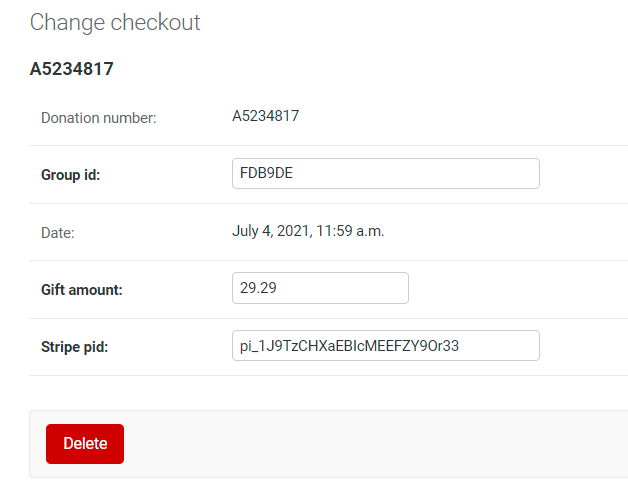 Change checkout
A5234817
Donation number: A5234817
Group id: FDB9DE
Date: July 4, 2021, 11:59 a.m.
Gift amount: 29.29
Stripe pid: pi_1J9TzCHXaEBIcMEEFZY9Or33
Delete